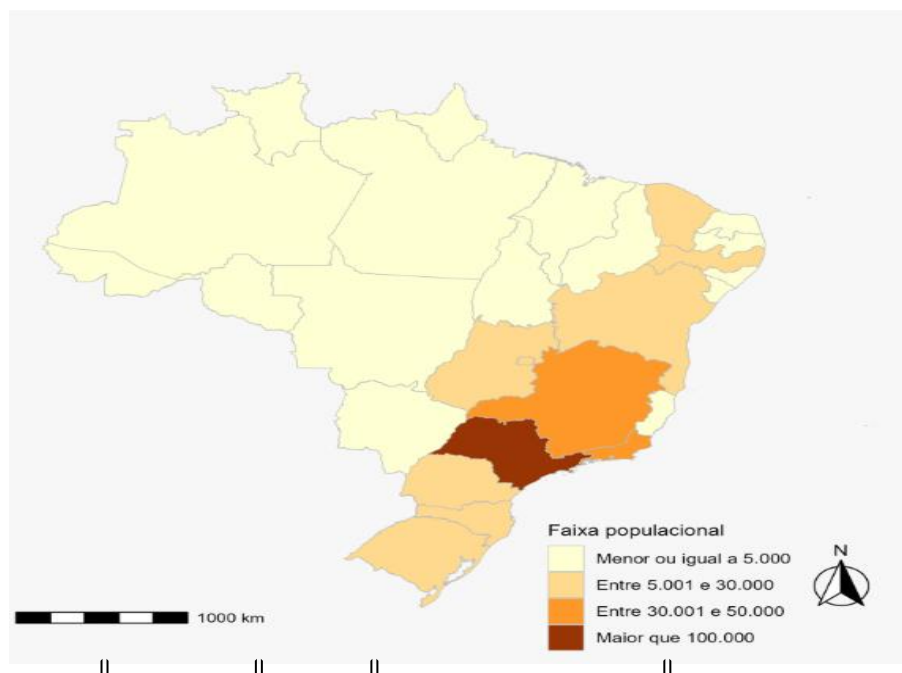 Faixa populacional
Menor ou igual a 5.000
Entre 5.001 e 30.000
Entre 30.001 e 50.000
Maior que 100.000
N
1000 km